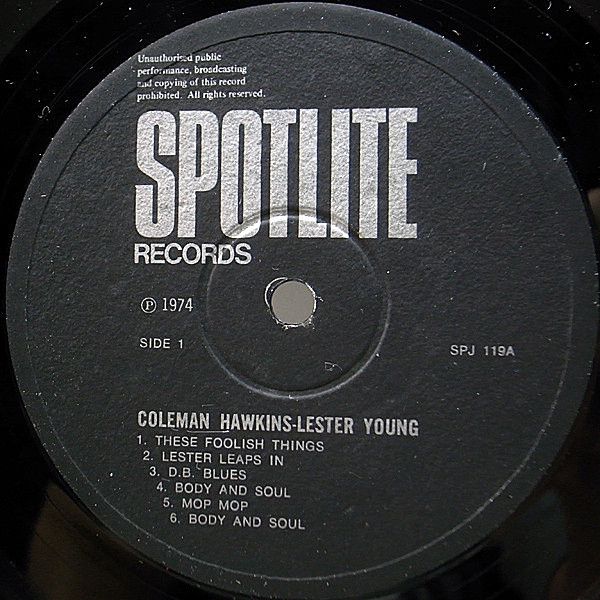 Unauthorised public
performance, broadcasting
and copying of this record
prohibited. All rights reserved.
SPOTLITE
RECORDS
℗ 1974
SIDE 1
SPJ 119A
COLEMAN HAWKINS-LESTER YOUNG
1. THESE FOOLISH THINGS
2. LESTER LEAPS IN
3. D.B. BLUES
4. BODY AND SOUL
5. MOP MOP
6. BODY AND SOUL